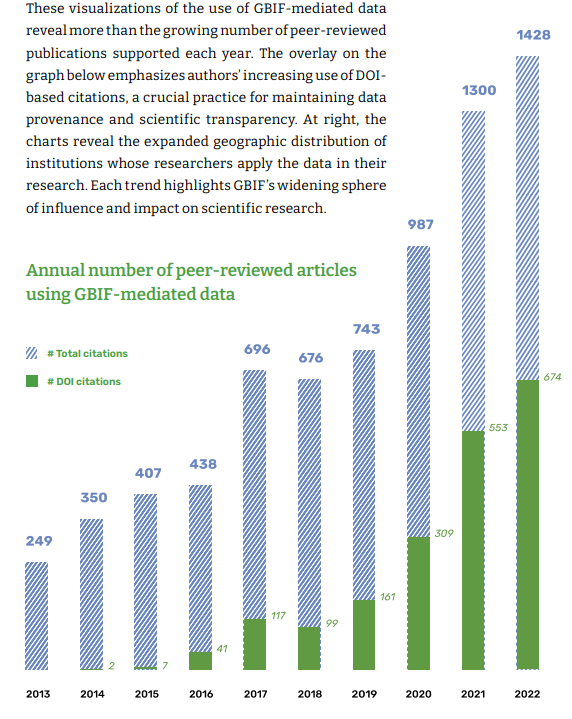 These visualizations of the use of GBIF-mediated data
reveal more than the growing number of peer-reviewed
publications supported each year. The overlay on the
graph below emphasizes authors' increasing use of DOI-
based citations, a crucial practice for maintaining data
provenance and scientific transparency. At right, the
charts reveal the expanded geographic distribution of
institutions whose researchers apply the data in their
research. Each trend highlights GBIF's widening sphere
of influence and impact on scientific research.
Annual number of peer-reviewed articles
using GBIF-mediated data
# Total citations
# DOI citations
249
350
407
438
696
676
743
987
1300
1428
2
7
41
117
99
161
309
553
674
2013
2014
2015
2016
2017
2018
2019
2020
2021
2022